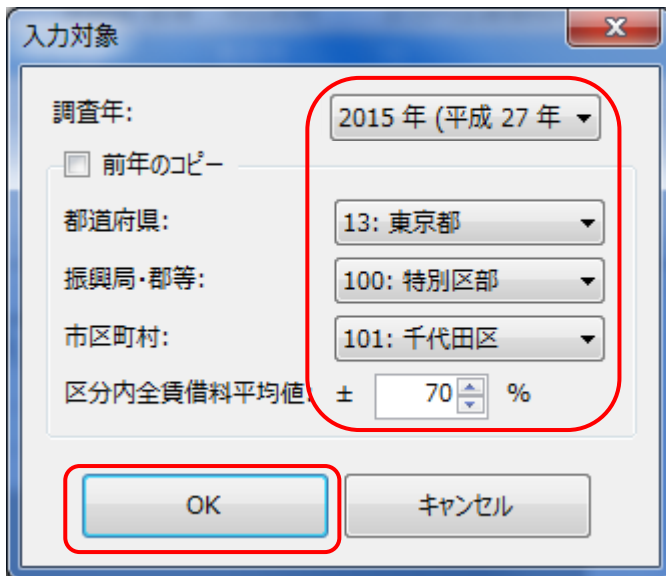 入力対象
調査年: 2015 年 (平成 27 年
前年のコピー
都道府県: 13: 東京都
振興局・郡等: 100: 特別区部
市区町村: 101: 千代田区
区分内全賃借料平均値: ± 70 %
OK キャンセル